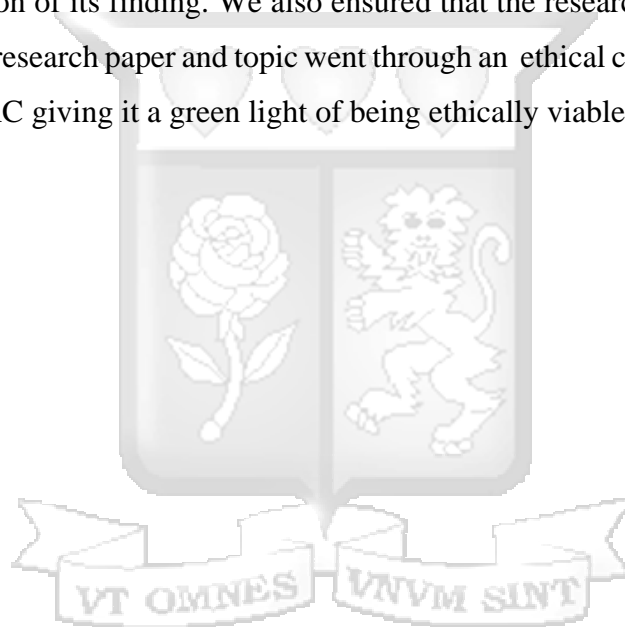 on of its finding. We also ensured that the resear
research paper and topic went through an ethical c
C giving it a green light of being ethically viable
VT OMNES VNVM SINT